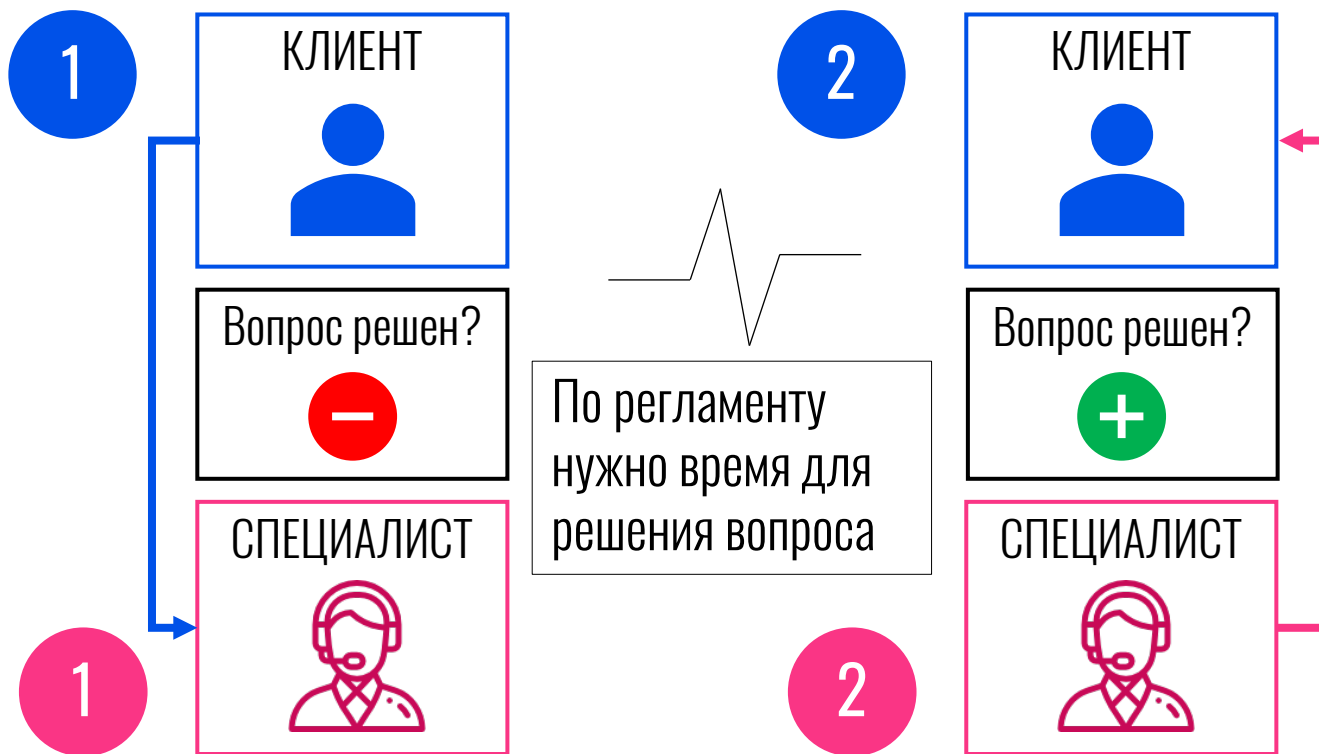 1
КЛИЕНТ
Вопрос решен?
СПЕЦИАЛИСТ
1
По регламенту
нужно время для
решения вопроса
2
КЛИЕНТ
Вопрос решен?
СПЕЦИАЛИСТ
2